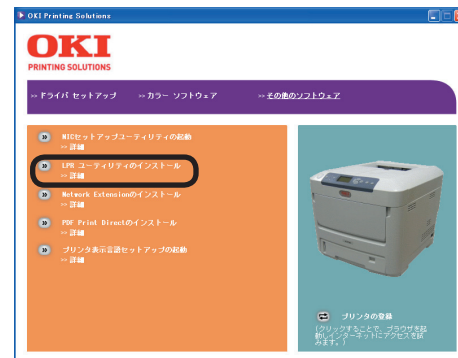 OKI Printing Solutions
OKI
PRINTING SOLUTIONS
>> ドライバ セットアップ >> カラー ソフトウェア >> その他のソフトウェア
NICセットアップユーティリティの起動
>> 詳細
LPR ユーティリティのインストール
>> 詳細
Network Extensionのインストール
>> 詳細
PDF Print Directのインストール
>> 詳細
プリンタ表示言語セットアップの起動
>> 詳細
プリンタの登録
(クリックすることで、ブラウザを起
動しインターネットにアクセスを試
みます。)